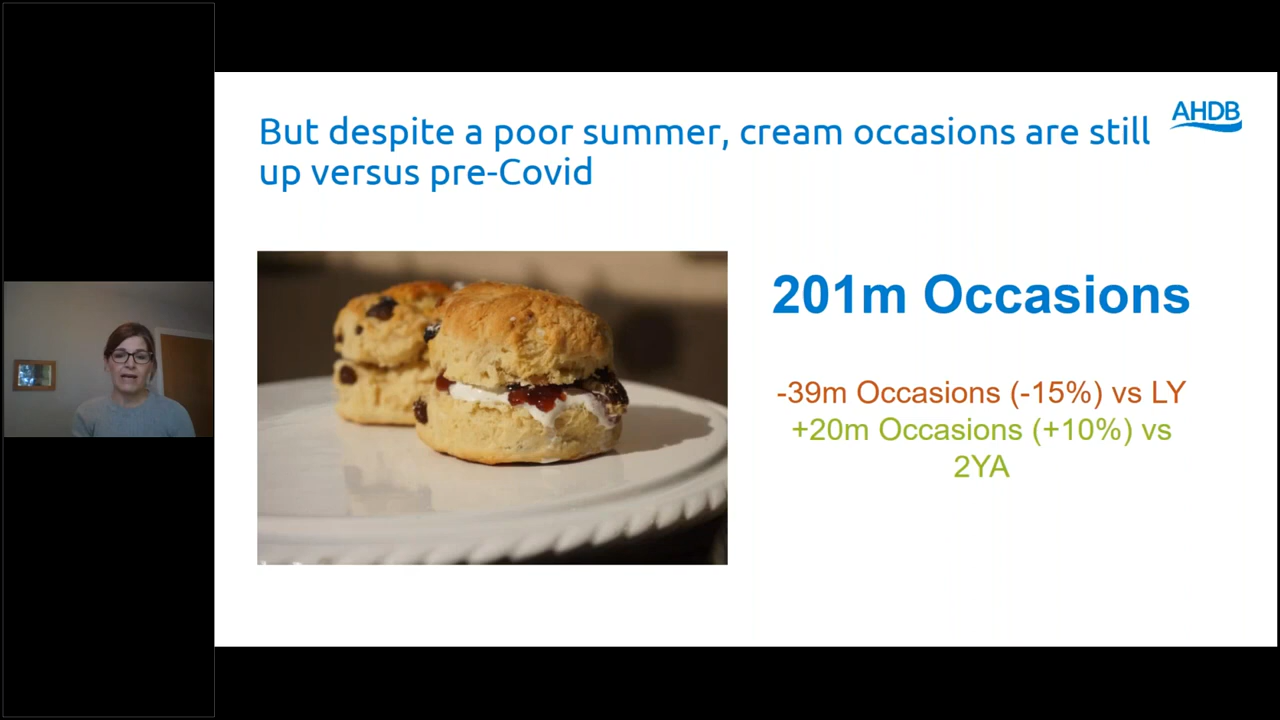 But despite a poor summer, cream occasions are still
up versus pre-Covid
AHDB
201m Occasions
-39m Occasions (-15%) vs LY
+20m Occasions (+10%) vs
2YA